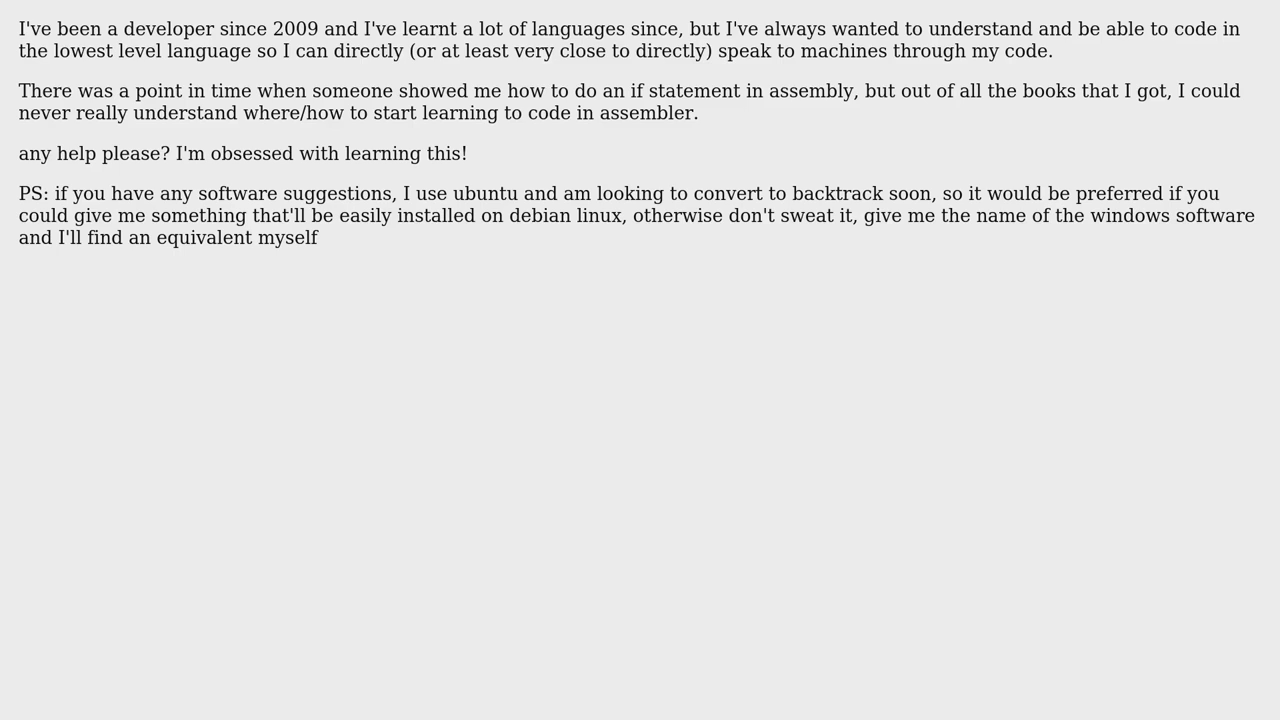 I've been a developer since 2009 and I've learnt a lot of languages since, but I've always wanted to understand and be able to code in
the lowest level language so I can directly (or at least very close to directly) speak to machines through my code.
There was a point in time when someone showed me how to do an if statement in assembly, but out of all the books that I got, I could
never really understand where/how to start learning to code in assembler.
any help please? I'm obsessed with learning this!
PS: if you have any software suggestions, I use ubuntu and am looking to convert to backtrack soon, so it would be preferred if you
could give me something that'll be easily installed on debian linux, otherwise don't sweat it, give me the name of the windows software
and I'll find an equivalent myself